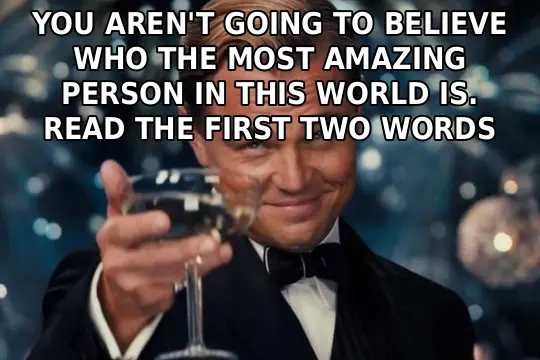 YOU AREN'T GOING TO BELIEVE
WHO THE MOST AMAZING
PERSON IN THIS WORLD IS.
READ THE FIRST TWO WORDS